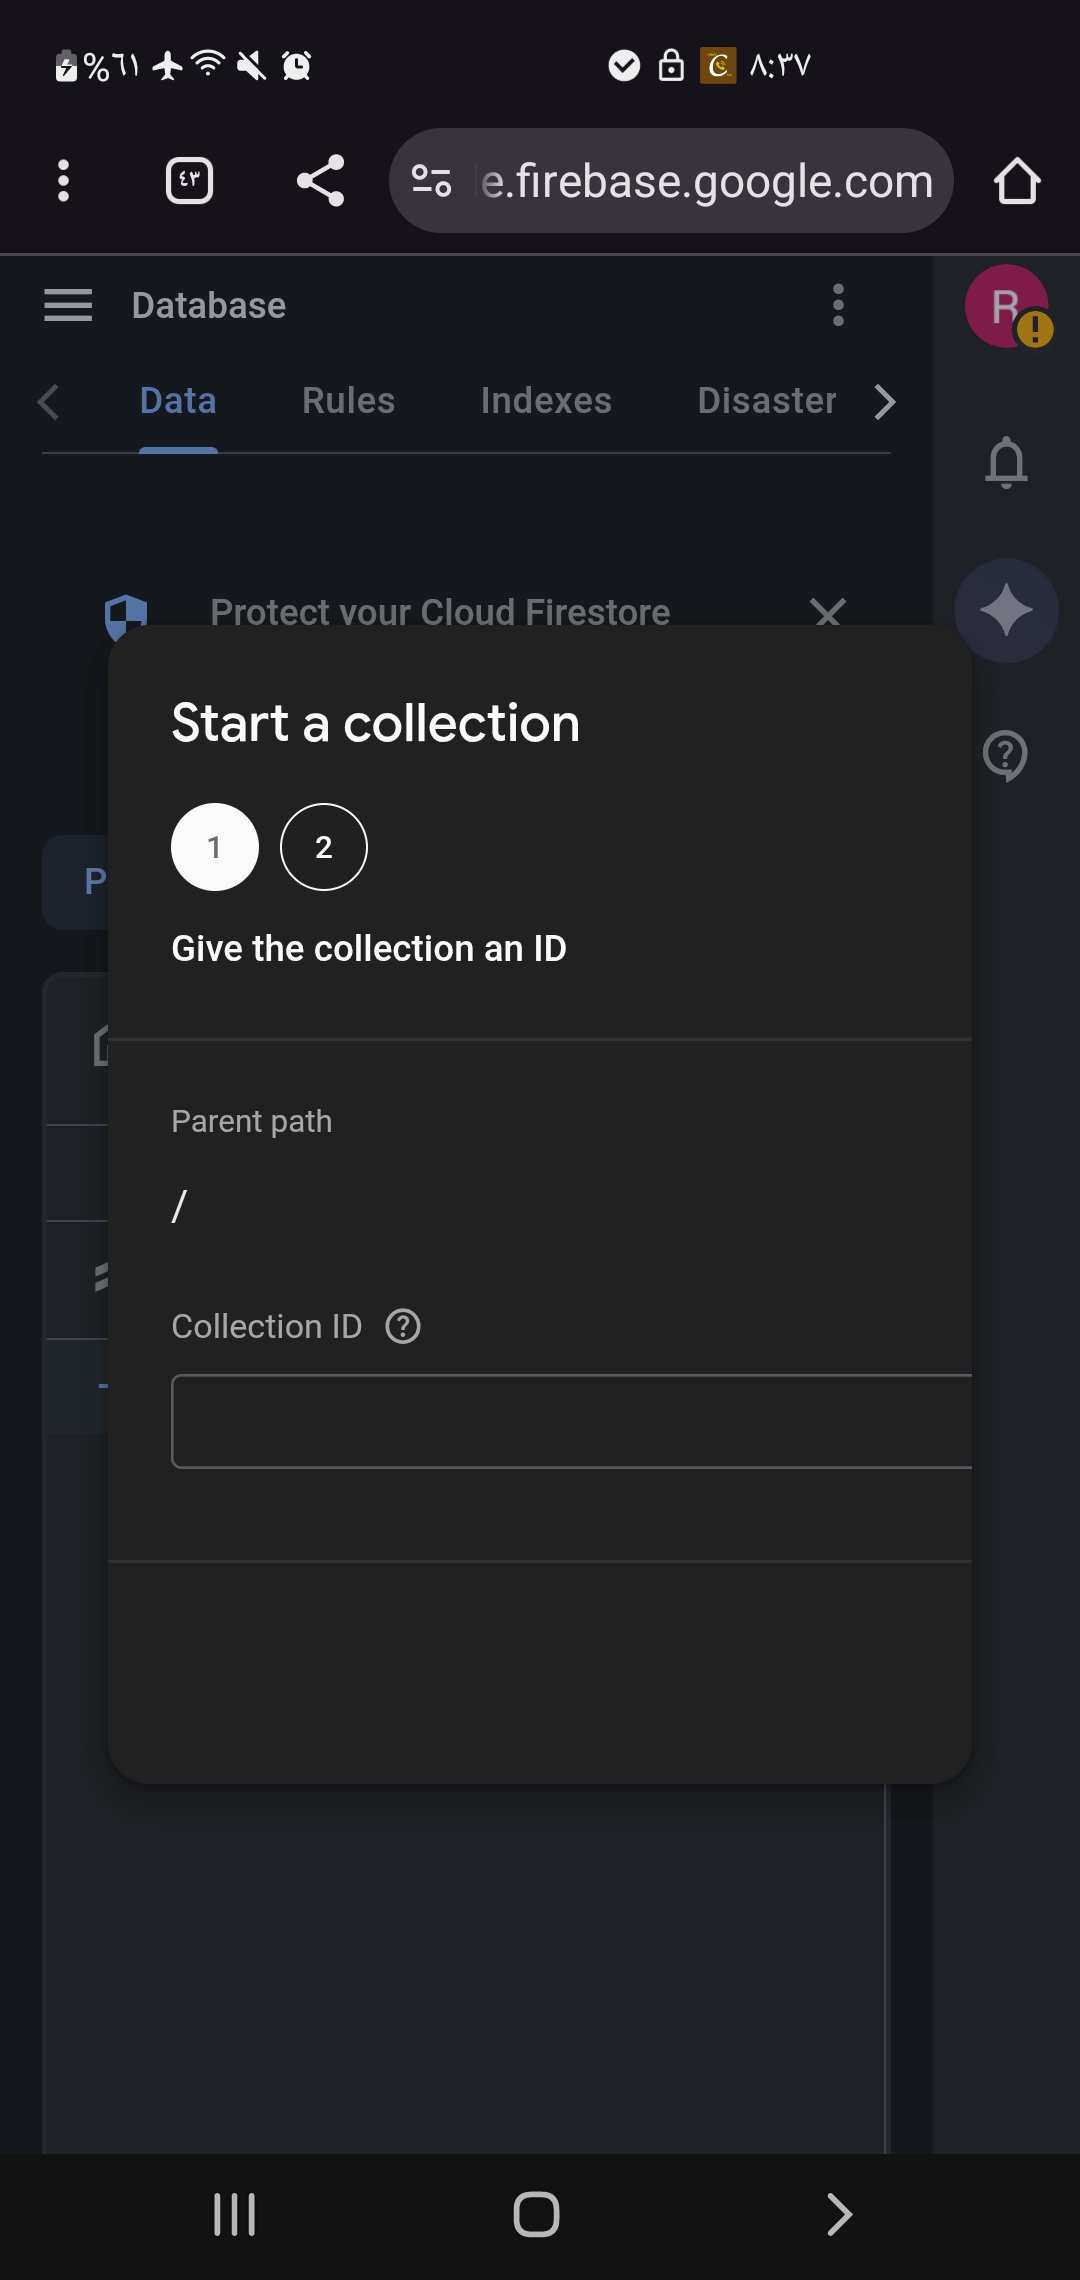 %٦١
٨:٣٧
٤٣
e.firebase.google.com
Database
R
Data Rules Indexes Disaster
Protect your Cloud Firestore
Start a collection
1 2
P
Give the collection an ID
Parent path
/
Collection ID